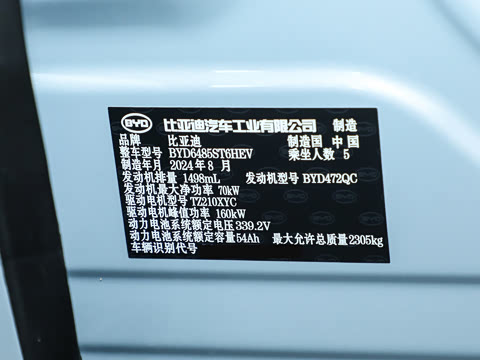 BYD 比亚迪汽车工业有限公司 制造
品牌 比亚迪 制造国 中国
整车型号 BYD6485ST6HEV 乘坐人数 5
制造年月 2024年8月
发动机排量 1498mL 发动机型号 BYD472QC
发动机最大净功率 70kW
驱动电机型号 TZ210XYC
驱动电机峰值功率 160kW
动力电池系统额定电压 339.2V
动力电池系统额定容量 54Ah 最大允许总质量 2305kg
车辆识别代号